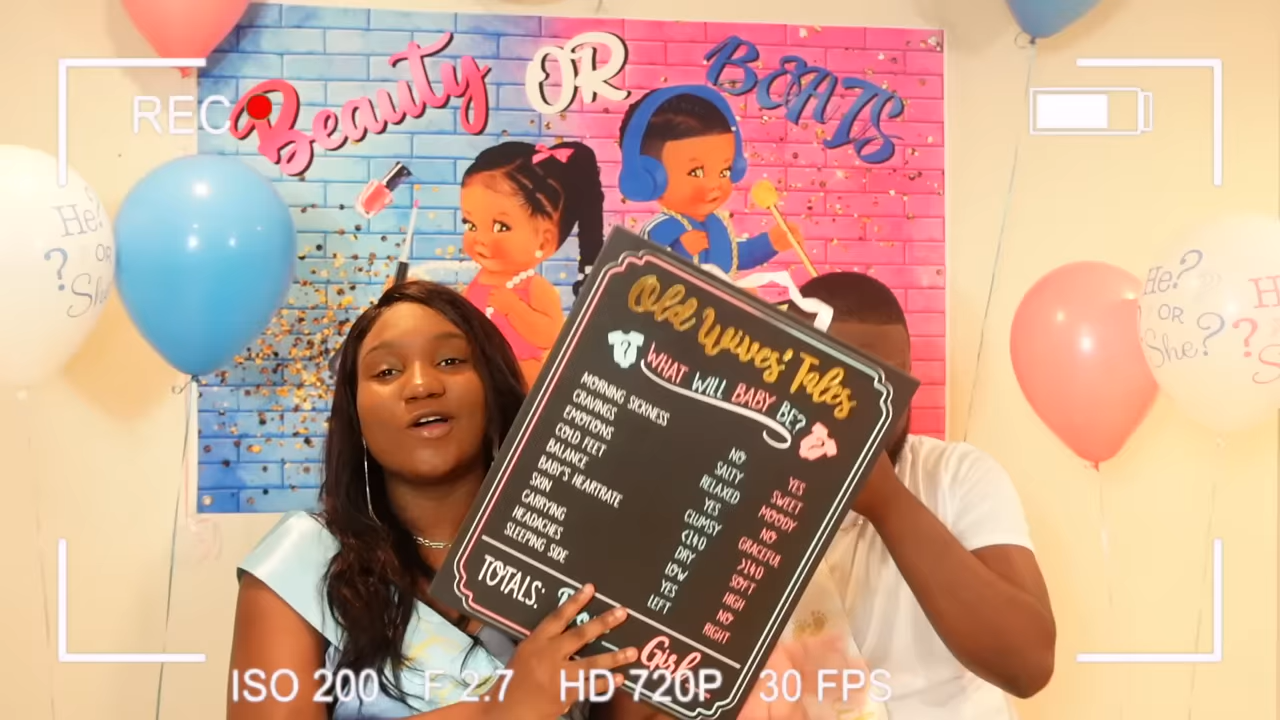 Beauty OR BEATS
REC
He?
OR
She
?
He?
OR
She?
H
?
S
Old Wives' Tales
WHAT WILL BABY BE?
MORNING SICKNESS NO YES
CRAVINGS SALTY SWEET
EMOTIONS RELAXED MOODY
COLD FEET YES NO
BALANCE CLUMSY GRACEFUL
BABY'S HEARTRATE <140 >140
SKIN DRY SOFT
CARRYING LOW HIGH
HEADACHES YES NO
SLEEPING SIDE LEFT RIGHT
TOTALS: Girl
ISO 200 F 2.7 HD 720P 30 FPS